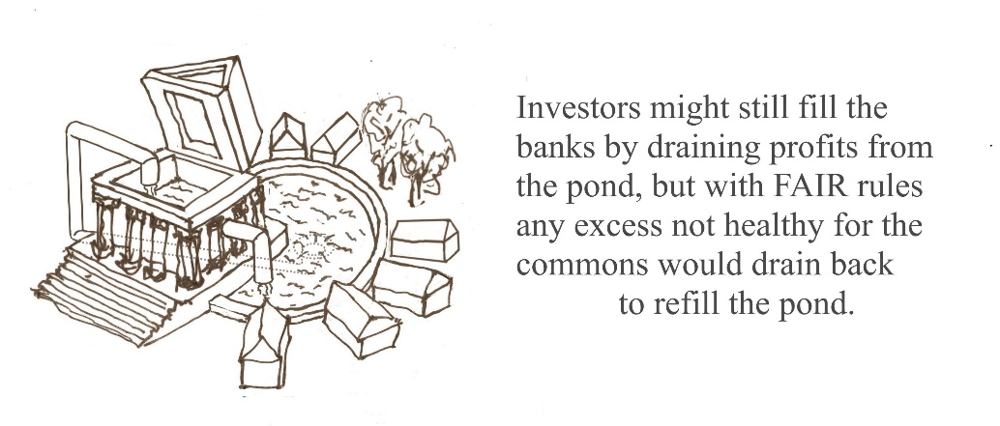 Investors might still fill the
banks by draining profits from
the pond, but with FAIR rules
any excess not healthy for the
commons would drain back
to refill the pond.